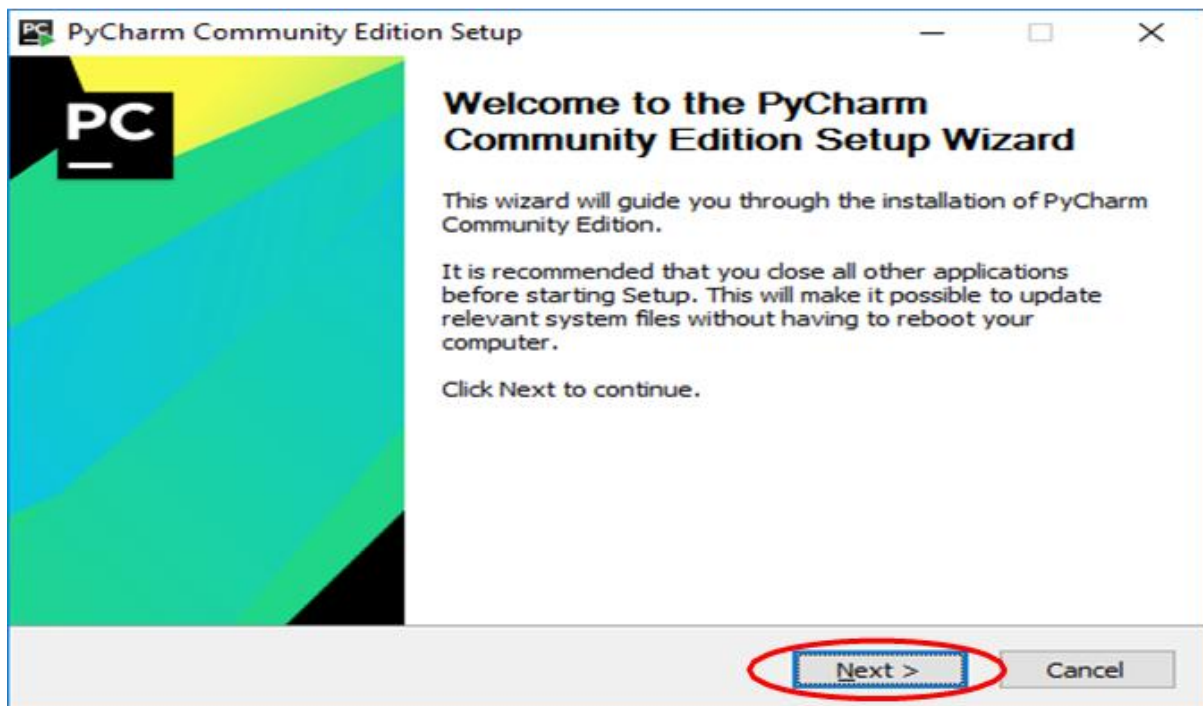 PyCharm Community Edition Setup
PC
Welcome to the PyCharm
Community Edition Setup Wizard
This wizard will guide you through the installation of PyCharm
Community Edition.
It is recommended that you close all other applications
before starting Setup. This will make it possible to update
relevant system files without having to reboot your
computer.
Click Next to continue.
Next >
Cancel